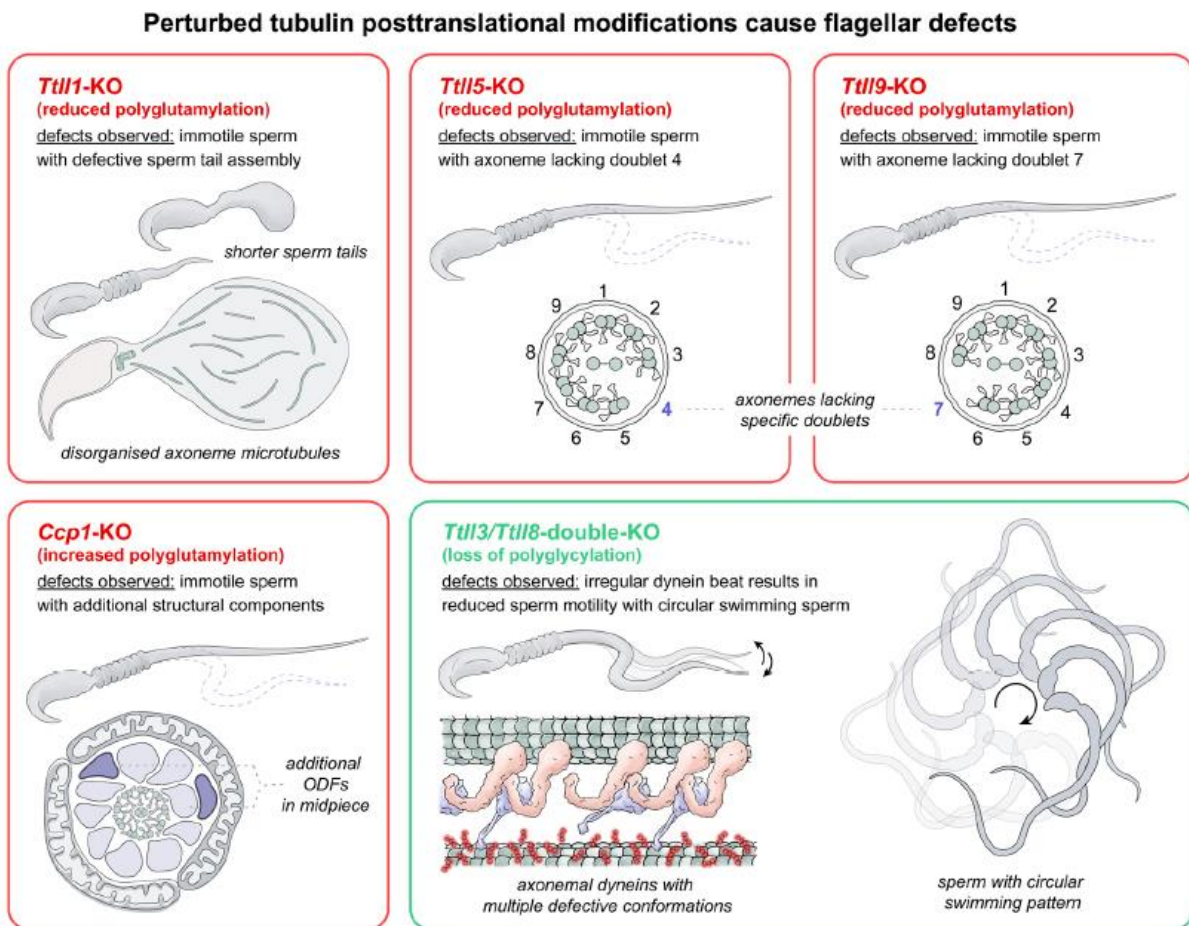 Perturbed tubulin posttranslational modifications cause flagellar defects
Ttll1-KO
(reduced polyglutamylation)
defects observed: immotile sperm
with defective sperm tail assembly
shorter sperm tails
disorganised axoneme microtubules
Ttll5-KO
(reduced polyglutamylation)
defects observed: immotile sperm
with axoneme lacking doublet 4
1
2
3
4
5
6
7
8
9
Ttll9-KO
(reduced polyglutamylation)
defects observed: immotile sperm
with axoneme lacking doublet 7
1
2
3
4
5
6
7
8
9
axonemes lacking
specific doublets
Ccp1-KO
(increased polyglutamylation)
defects observed: immotile sperm
with additional structural components
additional
ODFs
in midpiece
Ttll3/Ttll8-double-KO
(loss of polyglycylation)
defects observed: irregular dynein beat results in
reduced sperm motility with circular swimming sperm
axonemal dyneins with
multiple defective conformations
sperm with circular
swimming pattern